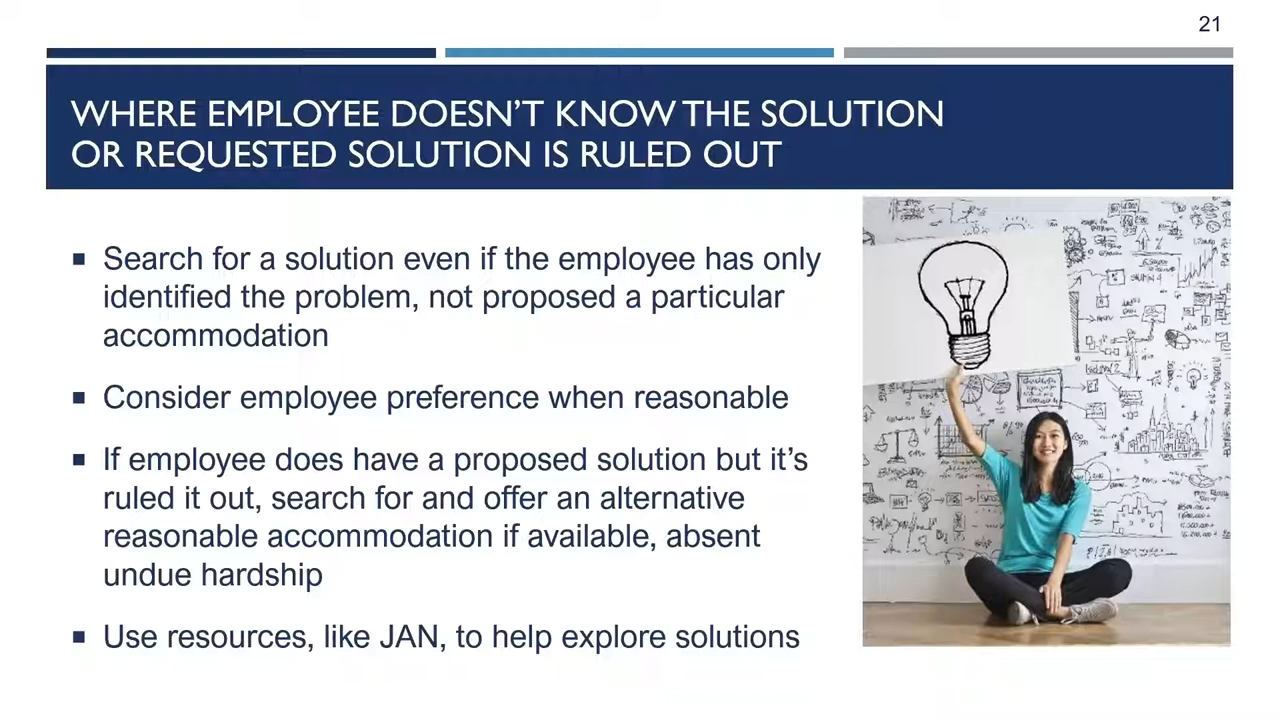 21
WHERE EMPLOYEE DOESN'T KNOW THE SOLUTION
OR REQUESTED SOLUTION IS RULED OUT
▪ Search for a solution even if the employee has only
identified the problem, not proposed a particular
accommodation
▪ Consider employee preference when reasonable
▪ If employee does have a proposed solution but it's
ruled it out, search for and offer an alternative
reasonable accommodation if available, absent
undue hardship
▪ Use resources, like JAN, to help explore solutions